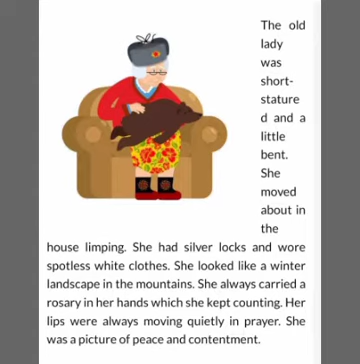 The old
lady
was
short-
stature
d and a
little
bent.
She
moved
about in
the
house limping. She had silver locks and wore
spotless white clothes. She looked like a winter
landscape in the mountains. She always carried a
rosary in her hands which she kept counting. Her
lips were always moving quietly in prayer. She
was a picture of peace and contentment.